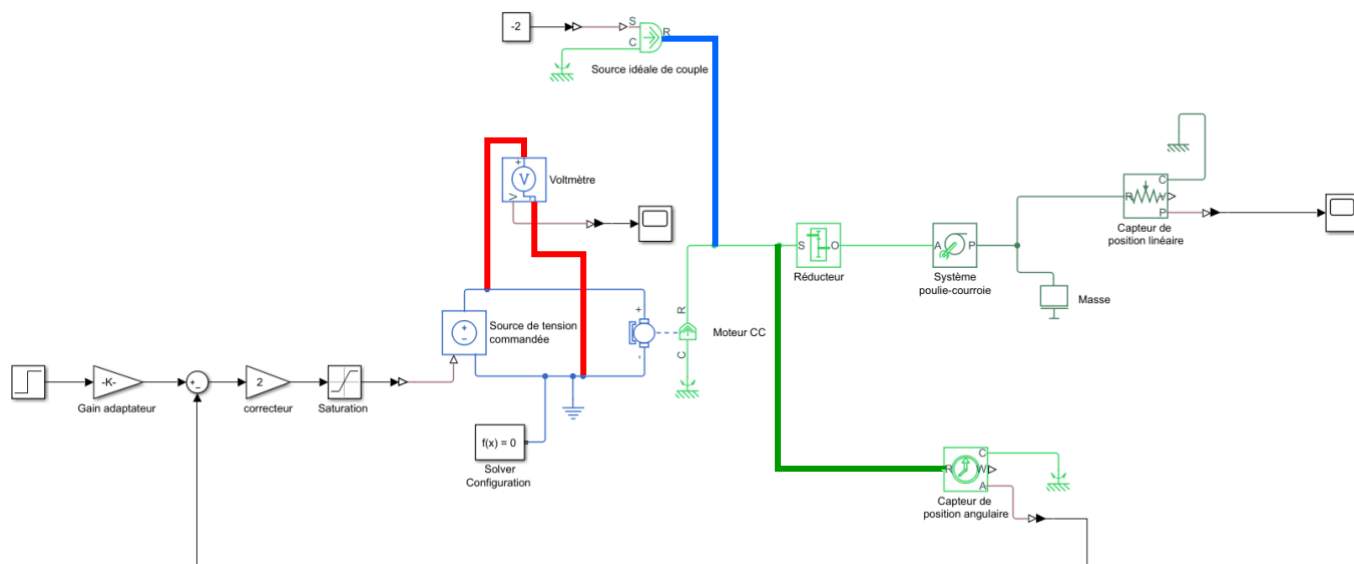 -2
S
R
C
Source idéale de couple
+
V
-
V
Voltmètre
C
R
V
P
Capteur de
position linéaire
S
O
Réducteur
A
P
Système
poulie-courroie
Masse
+
-
Source de tension
commandée
+
-
R
C
Moteur CC
-K-
Gain adaptateur
+
-
2
correcteur
Saturation
f(x) = 0
Solver
Configuration
C
R
W
A
Capteur de
position angulaire